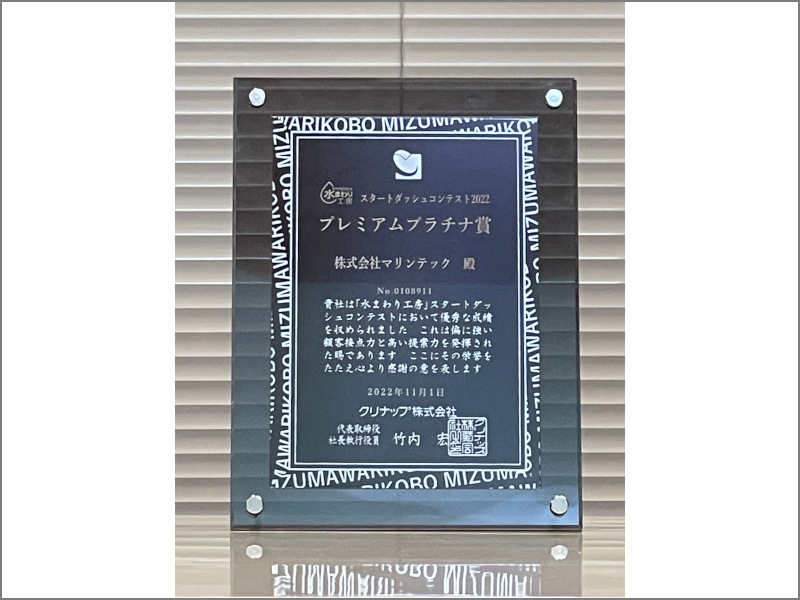 ARIKOBO MIZUMAWARIKO
水まわり工房
スタートダッシュコンテスト2022
プレミアムプラチナ賞
株式会社マリンテック 殿
No.0108911
貴社は「水まわり工房」スタートダッ
シュコンテストにおいて優秀な成績
を収められました これは偏に強い
顧客接点力と高い提案力を発揮され
た賜であります ここにその栄誉を
たたえ心より感謝の意を表します
2022年11月1日
クリナップ株式会社
代表取締役
社長執行役員 竹内 宏
MIZUMAWARIKOBO MIZUMAWARIKOBO
MIZUMAWARIKOBO